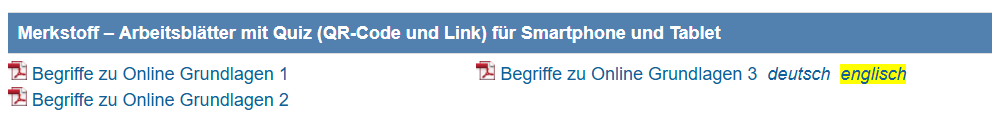 Merkstoff – Arbeitsblätter mit Quiz (QR-Code und Link) für Smartphone und Tablet
Begriffe zu Online Grundlagen 1
Begriffe zu Online Grundlagen 2
Begriffe zu Online Grundlagen 3 deutsch englisch